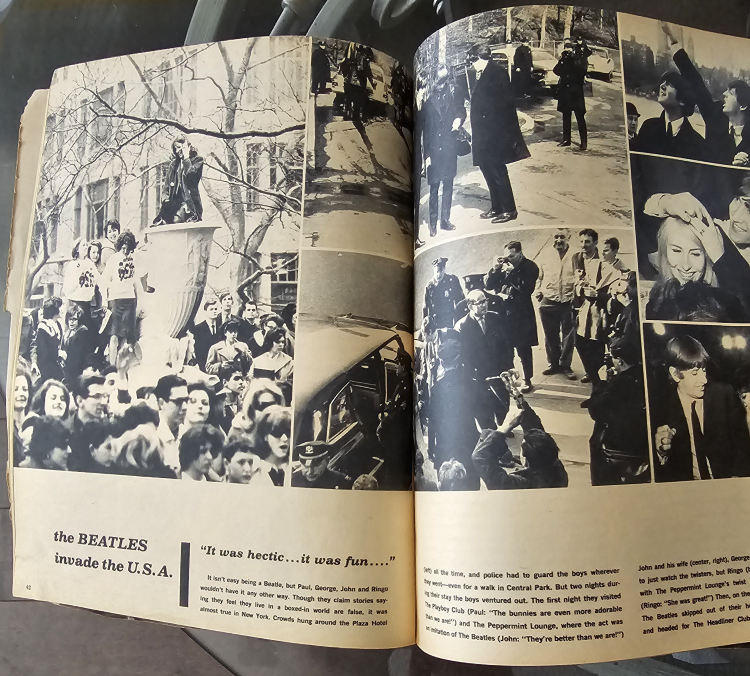 the BEATLES
invade the U.S.A.
"It was hectic...it was fun...."
It isn't easy being a Beatle, but Paul, George, John and Ringo
wouldn't have it any other way. Though they claim stories say-
ing they feel they live in a boxed-in world are false, it was
almost true in New York. Crowds hung around the Plaza Hotel
42
(left) all the time, and police had to guard the boys wherever
they went—even for a walk in Central Park. But two nights dur-
ing their stay the boys ventured out. The first night they visited
The Playboy Club (Paul: "The bunnies are even more adorable
than we are!") and the Peppermint Lounge, where the act was
an imitation of The Beatles (John: "They're better than we are!")
John and his wife (center, right), George
to just watch the twisters, but Ringo
with The Peppermint Lounge's twist
(Ringo: "She was great!") Then, on the
The Beatles skipped out of their
and headed for The Headliner Club